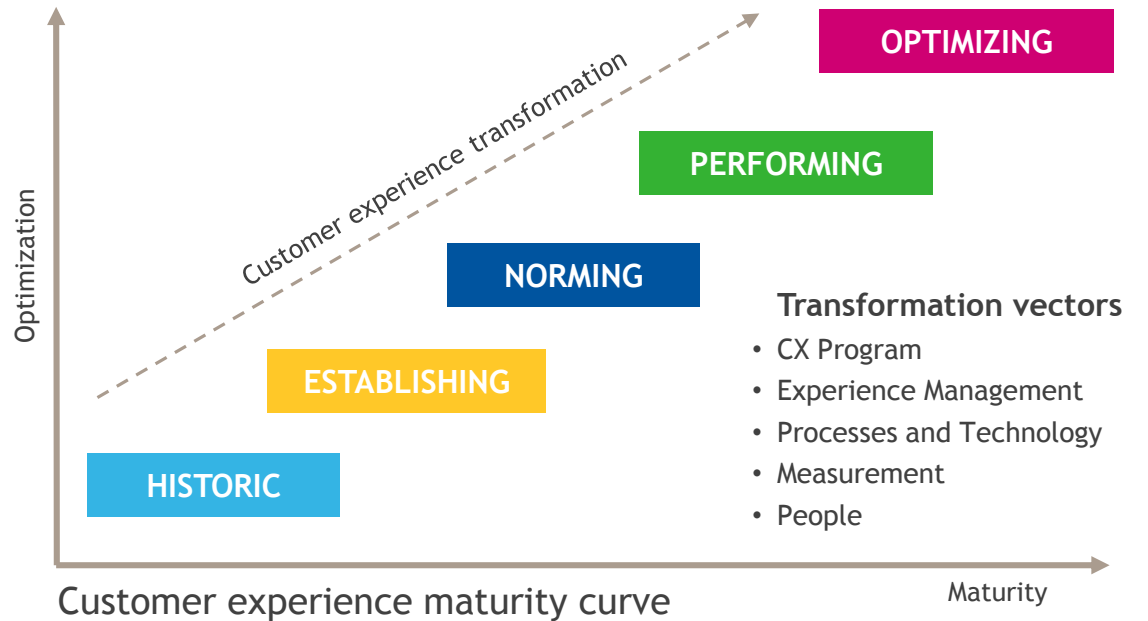 OPTIMIZING
Customer experience transformation
PERFORMING
Optimization
NORMING
Transformation vectors
• CX Program
ESTABLISHING
• Experience Management
• Processes and Technology
• Measurement
HISTORIC
• People
Customer experience maturity curve
Maturity